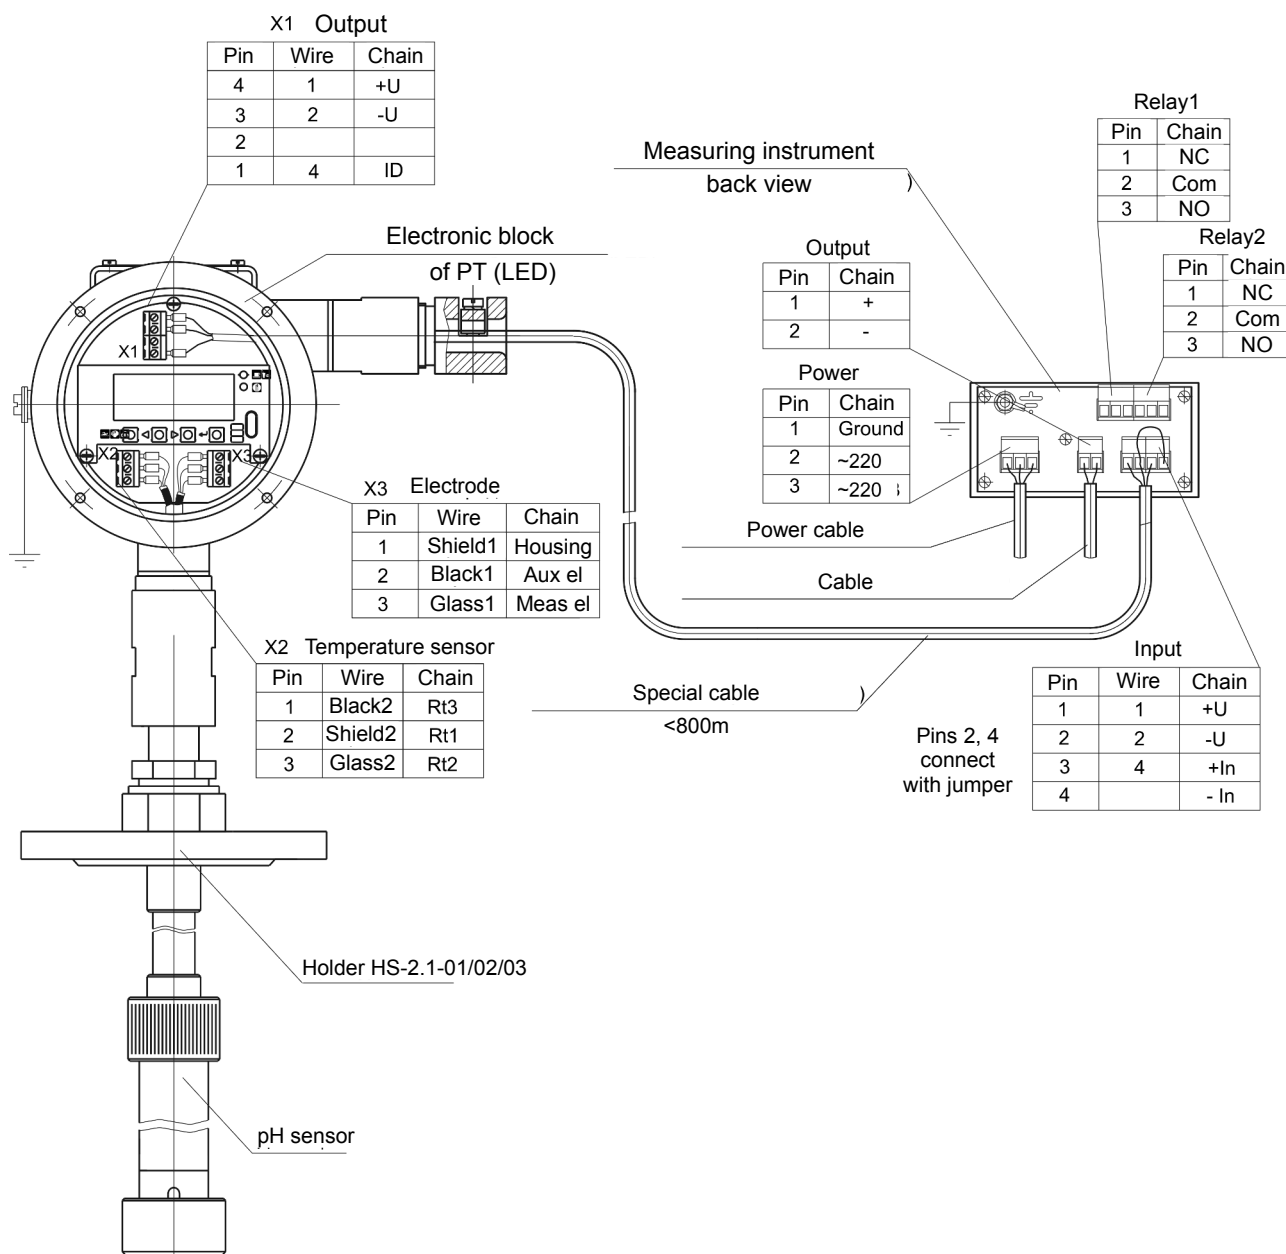 X1 Output
Pin Wire Chain
4 1 +U
3 2 -U
2
1 4 ID
Relay1
Pin Chain
1 NC
2 Com
3 NO
Measuring instrument
back view )
Relay2
Pin Chain
1 NC
2 Com
3 NO
Electronic block
of PT (LED)
Output
Pin Chain
1 +
2 -
Power
Pin Chain
1 Ground
2 ~220
3 ~220
X1
X2
X3
X3 Electrode
Pin Wire Chain
1 Shield1 Housing
2 Black1 Aux el
3 Glass1 Meas el
Power cable
Cable
X2 Temperature sensor
Pin Wire Chain
1 Black2 Rt3
2 Shield2 Rt1
3 Glass2 Rt2
Special cable )
<800m
Input
Pin Wire Chain
1 1 +U
2 2 -U
3 4 +In
4 - In
Pins 2, 4
connect
with jumper
Holder HS-2.1-01/02/03
pH sensor